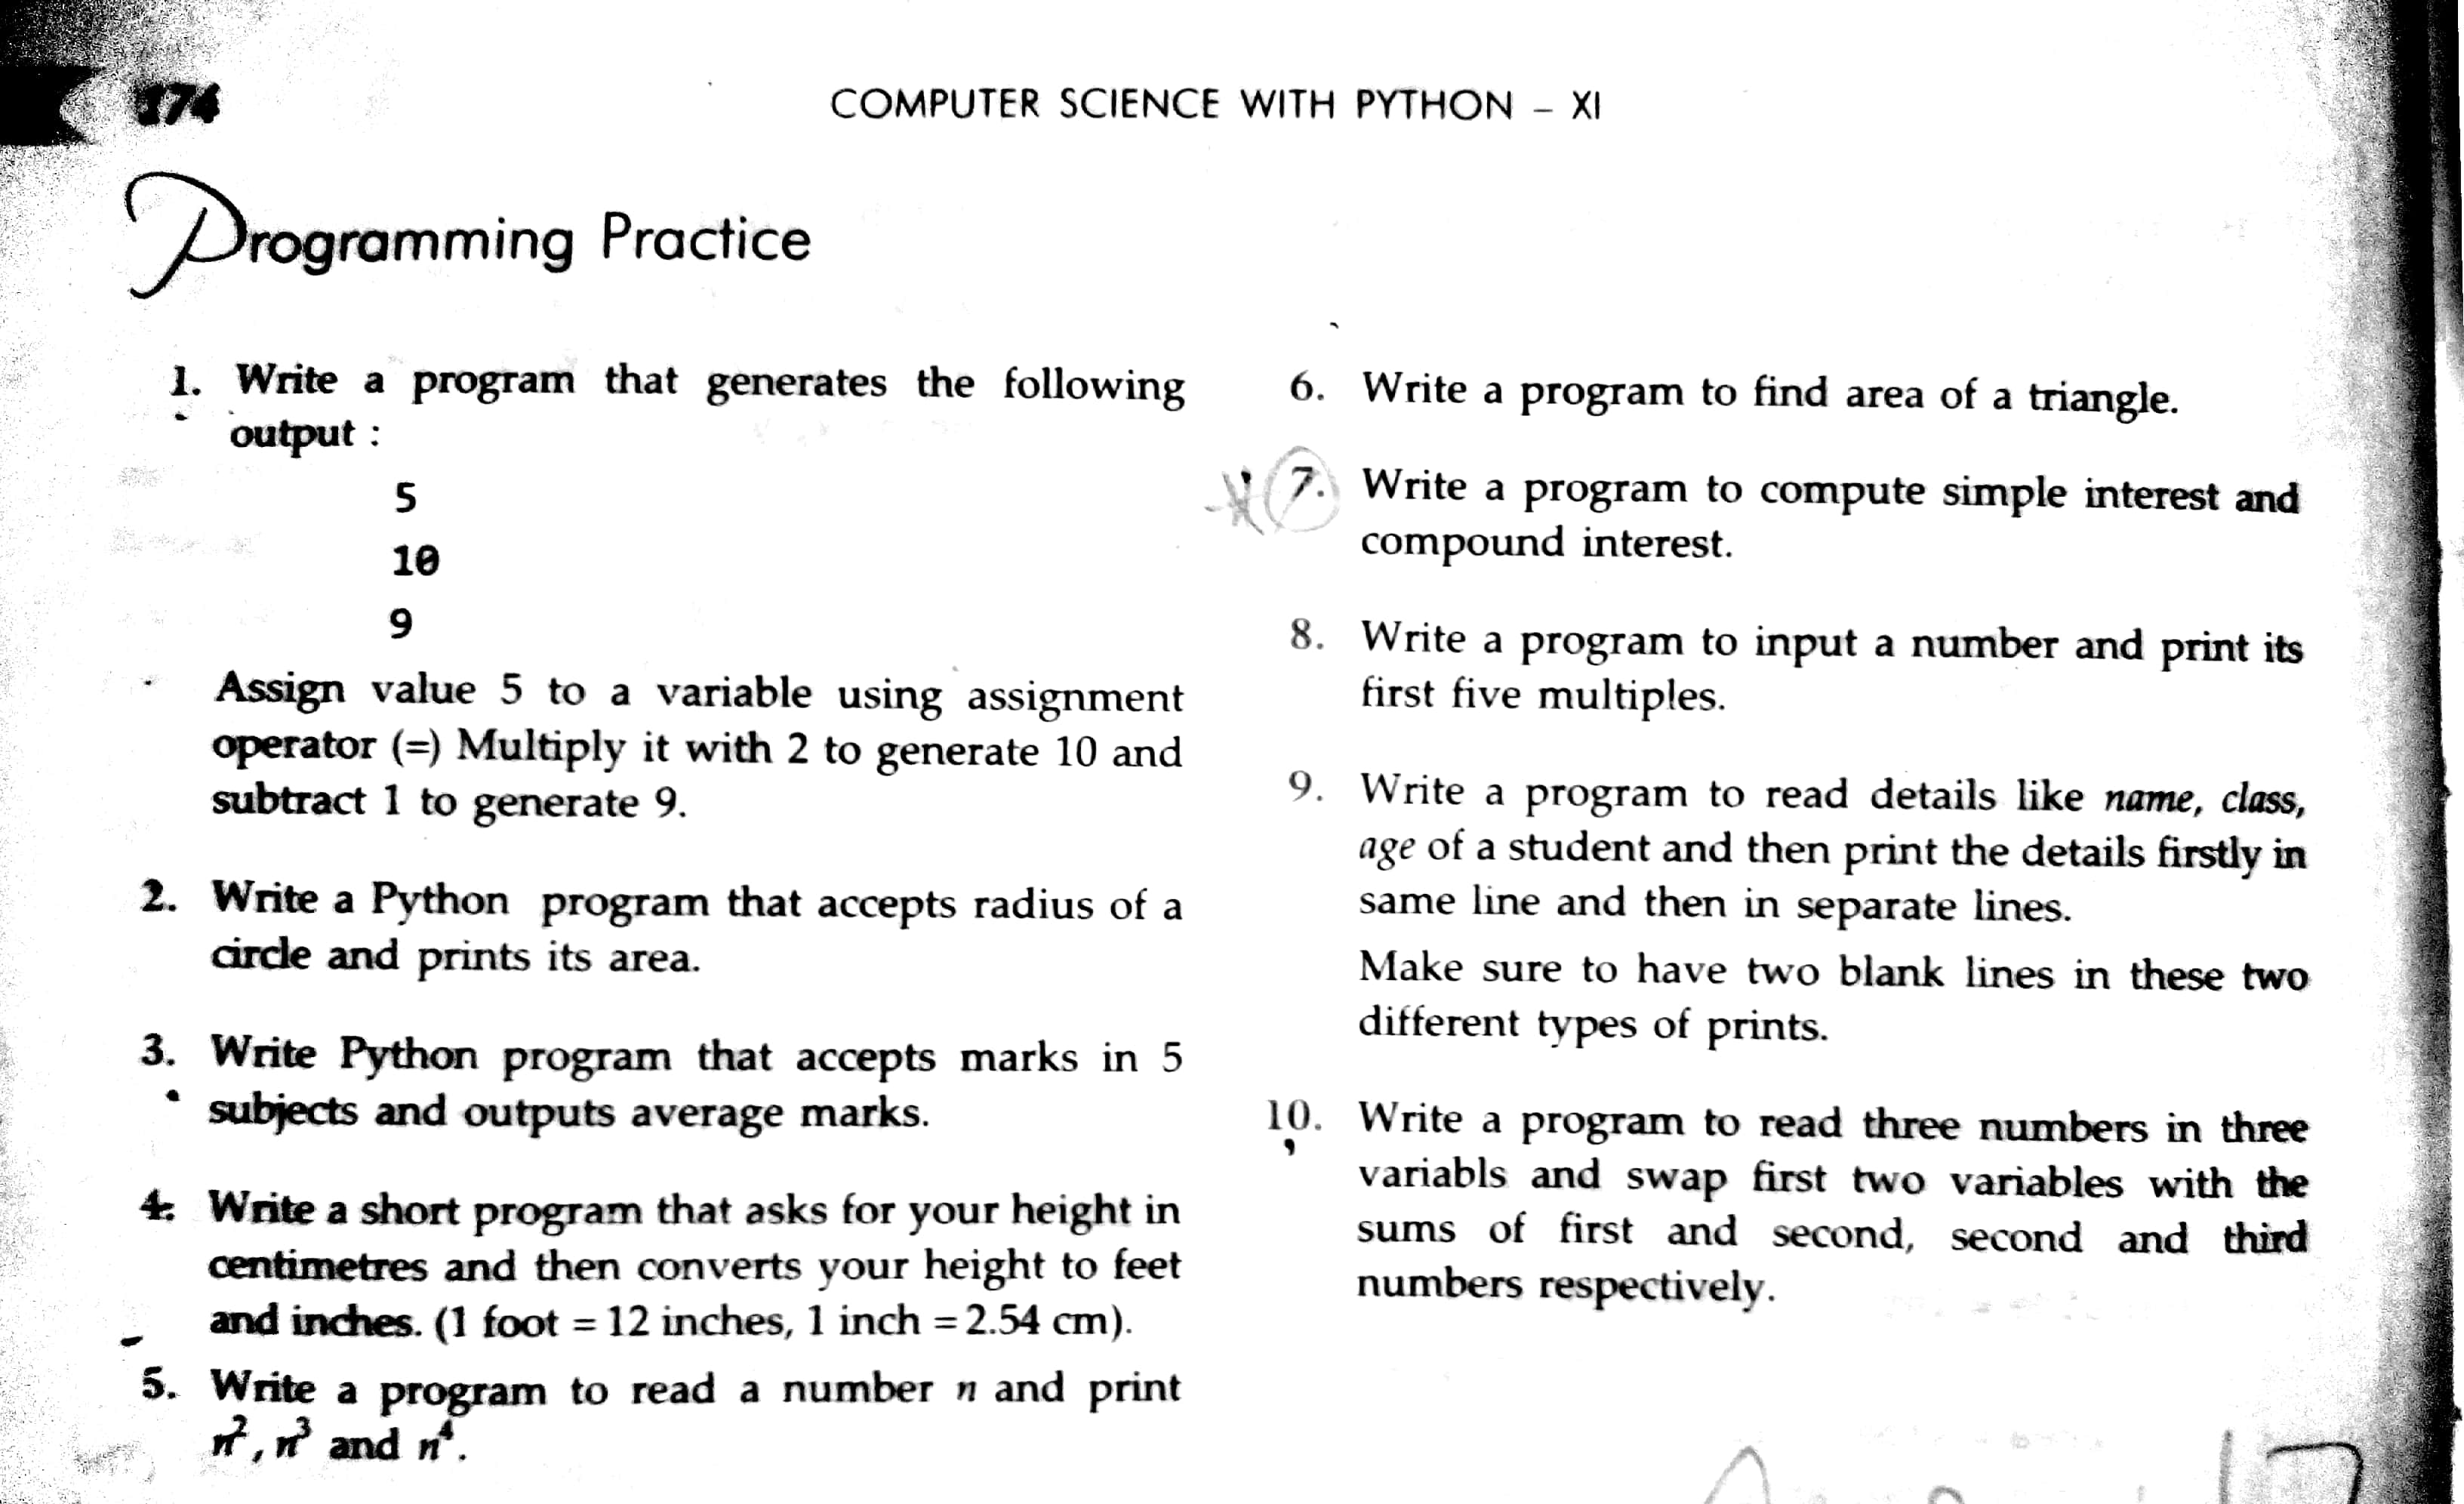 174
COMPUTER SCIENCE WITH PYTHON – XI
Programming Practice
1. Write a program that generates the following
output :
5
10
9
Assign value 5 to a variable using assignment
operator (=) Multiply it with 2 to generate 10 and
subtract 1 to generate 9.
2. Write a Python program that accepts radius of a
circle and prints its area.
3. Write Python program that accepts marks in 5
subjects and outputs average marks.
4. Write a short program that asks for your height in
centimetres and then converts your height to feet
and inches. (1 foot = 12 inches, 1 inch = 2.54 cm).
5. Write a program to read a number n and print
n², n³ and n⁴.
6. Write a program to find area of a triangle.
7. Write a program to compute simple interest and
compound interest.
8. Write a program to input a number and print its
first five multiples.
9. Write a program to read details like name, class,
age of a student and then print the details firstly in
same line and then in separate lines.
Make sure to have two blank lines in these two
different types of prints.
10. Write a program to read three numbers in three
variabls and swap first two variables with the
sums of first and second, second and third
numbers respectively.